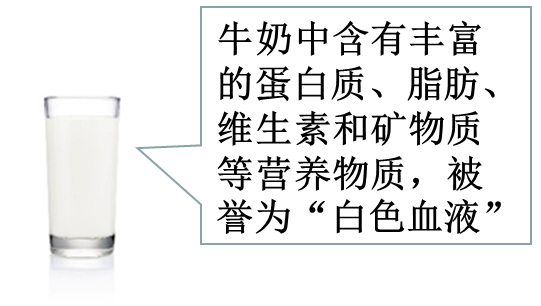 牛奶中含有丰富
的蛋白质、脂肪、
维生素和矿物质
等营养物质，被
誉为“白色血液”